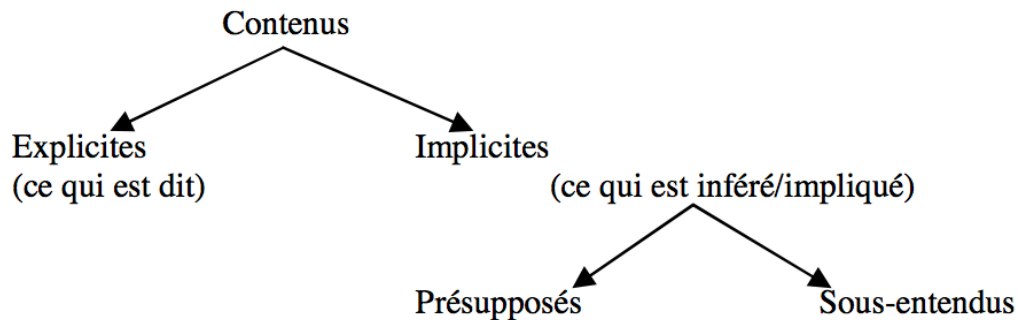 Contenus
Explicites Implicites
(ce qui est dit) (ce qui est inféré/impliqué)
Présupposés Sous-entendus